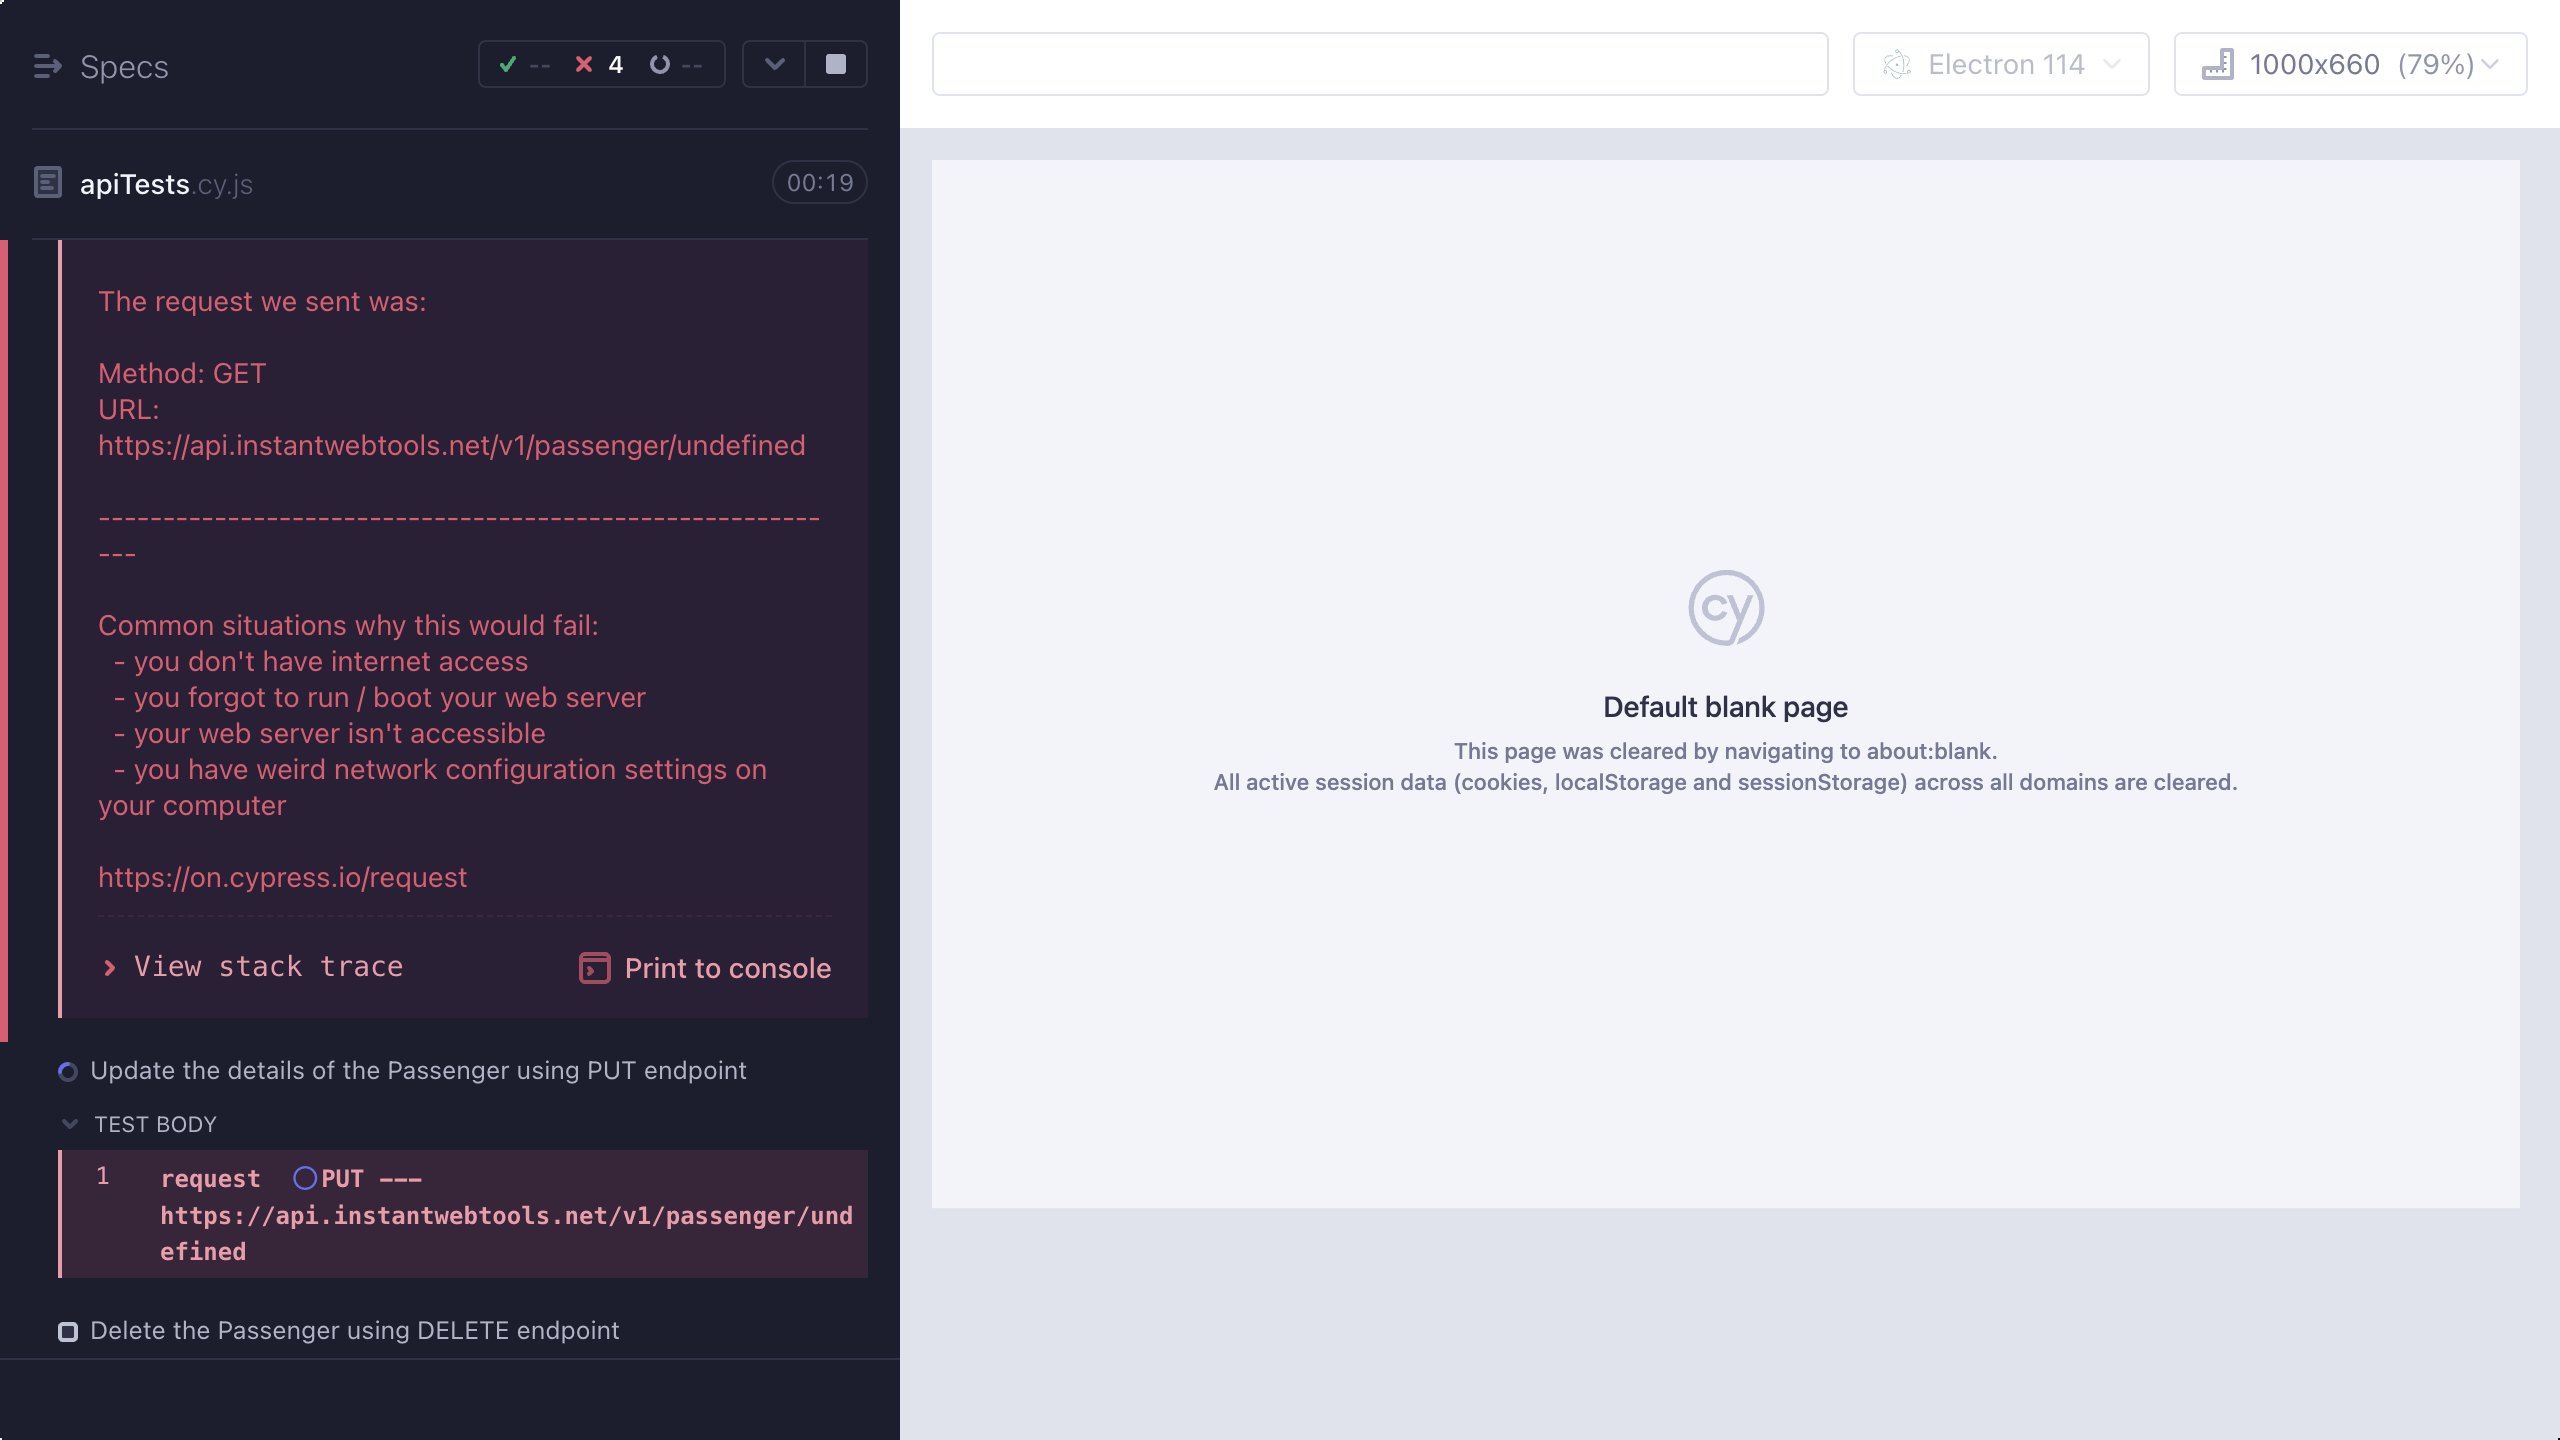 Specs
-- 4 --
apiTests.cy.js
00:19
The request we sent was:
Method: GET
URL:
https://api.instantwebtools.net/v1/passenger/undefined
--------------------------------------------------------
---
Common situations why this would fail:
- you don't have internet access
- you forgot to run / boot your web server
- your web server isn't accessible
- you have weird network configuration settings on
your computer
https://on.cypress.io/request
View stack trace
Print to console
Update the details of the Passenger using PUT endpoint
TEST BODY
1 request PUT ---
https://api.instantwebtools.net/v1/passenger/und
efined
Delete the Passenger using DELETE endpoint
Electron 114
1000x660 (79%)
cy
Default blank page
This page was cleared by navigating to about:blank.
All active session data (cookies, localStorage and sessionStorage) across all domains are cleared.